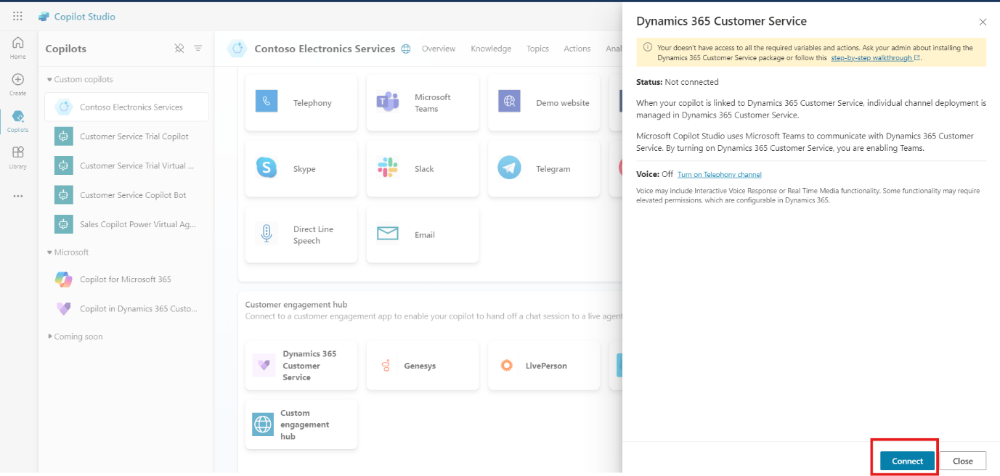 Copilot Studio
Home
Create
Copilots
Library
Copilots
Custom copilots
Contoso Electronics Services
Customer Service Trial Copilot
Customer Service Trial Virtual ...
Customer Service Copilot Bot
Sales Copilot Power Virtual Ag...
Microsoft
Copilot for Microsoft 365
Copilot in Dynamics 365 Custo...
Coming soon
Contoso Electronics Services
Overview
Knowledge
Topics
Actions
Anal
Telephony
Microsoft
Teams
Demo website
Skype
Slack
Telegram
Direct Line
Speech
Email
Customer engagement hub
Connect to a customer engagement app to enable your copilot to hand off a chat session to a live agent
Dynamics 365
Customer
Service
Genesys
LivePerson
Custom
engagement
hub
Dynamics 365 Customer Service
Your doesn't have access to all the required variables and actions. Ask your admin about installing the
Dynamics 365 Customer Service package or follow this step-by-step walkthrough.
Status: Not connected
When your copilot is linked to Dynamics 365 Customer Service, individual channel deployment is
managed in Dynamics 365 Customer Service.
Microsoft Copilot Studio uses Microsoft Teams to communicate with Dynamics 365 Customer
Service. By turning on Dynamics 365 Customer Service, you are enabling Teams.
Voice: Off Turn on Telephony channel
Voice may include Interactive Voice Response or Real Time Media functionality. Some functionality may require
elevated permissions, which are configurable in Dynamics 365.
Connect
Close